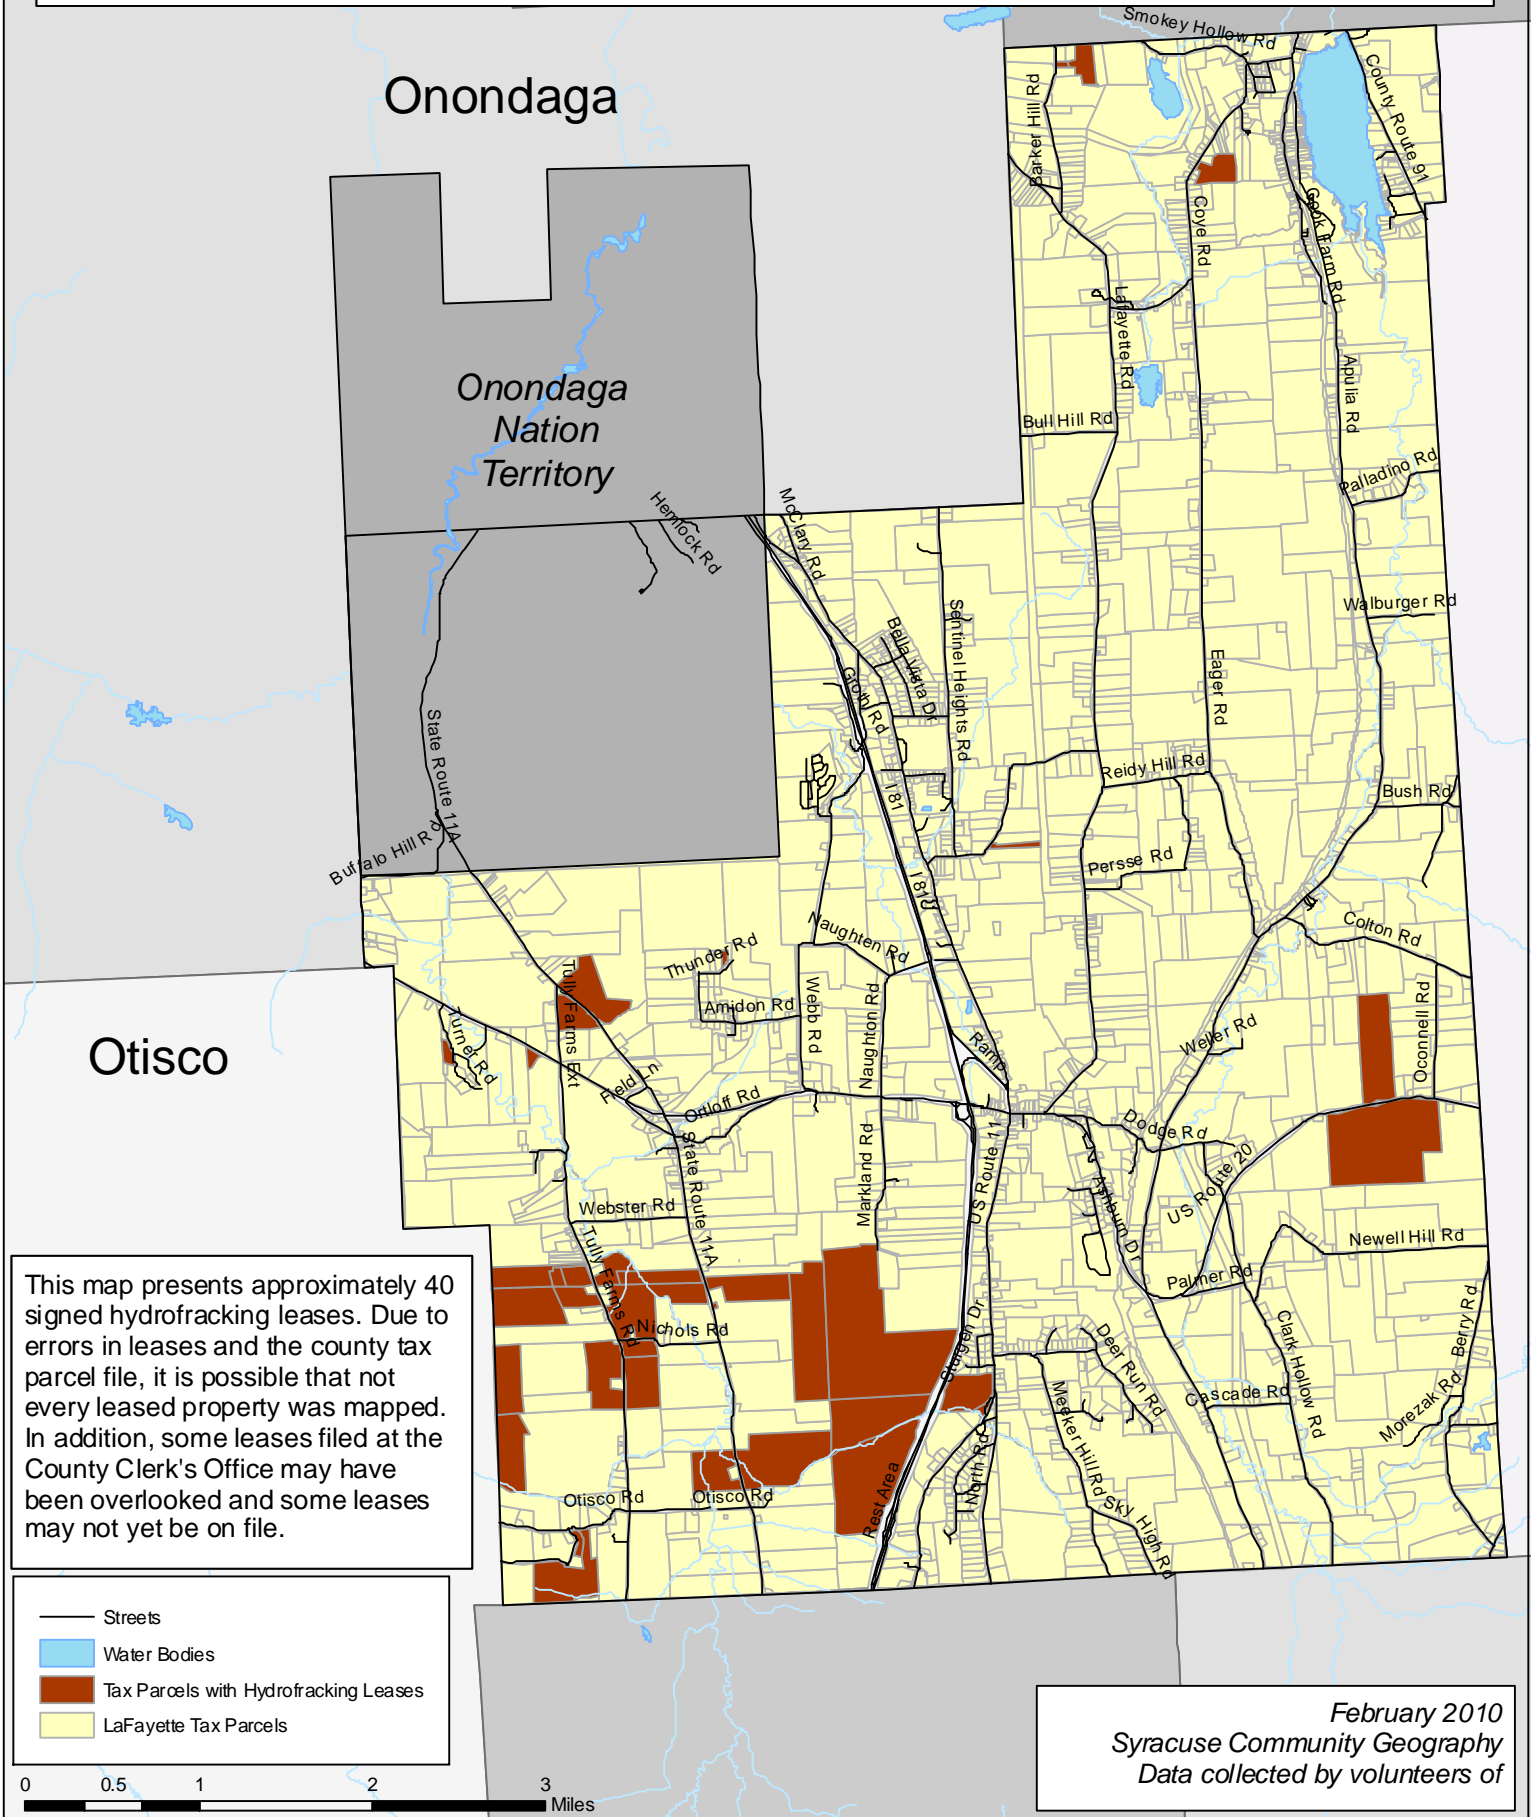 Smokey Hollow Rd
Onondaga
Barker Hill Rd
County Route 91
Coye Rd
Cook Farm Rd
Lafayette Rd
Apulia Rd
Onondaga
Nation
Territory
Bull Hill Rd
Palladino Rd
Hemlock Rd
McClary Rd
Walburger Rd
Sentinel Heights Rd
Bella Vista Dr
Groth Rd
Eager Rd
State Route 11A
Reidy Hill Rd
I 81
Bush Rd
Buffalo Hill Rd
Persse Rd
I 81
Naughten Rd
Colton Rd
Thunder Rd
Tully Farms Ext
Amidon Rd
Webb Rd
Naughton Rd
Oconnell Rd
Turner Rd
Otisco
Weller Rd
Ramp
Field Ln
Ortloff Rd
Dodge Rd
State Route 11A
Markland Rd
US Route 11
US Route 20
Ashburn Dr
Webster Rd
Newell Hill Rd
Tully Farms Rd
Palmer Rd
This map presents approximately 40
signed hydrofracking leases. Due to
errors in leases and the county tax
parcel file, it is possible that not
every leased property was mapped.
In addition, some leases filed at the
County Clerk's Office may have
been overlooked and some leases
may not yet be on file.
Nichols Rd
Sturgen Dr
Deer Run Rd
Clark Hollow Rd
Berry Rd
Cascade Rd
Meeker Hill Rd
Morezak Rd
North Rd
Rest Area
Otisco Rd
Otisco Rd
Sky High Rd
Streets
Water Bodies
Tax Parcels with Hydrofracking Leases
LaFayette Tax Parcels
0 0.5 1 2 3
Miles
February 2010
Syracuse Community Geography
Data collected by volunteers of